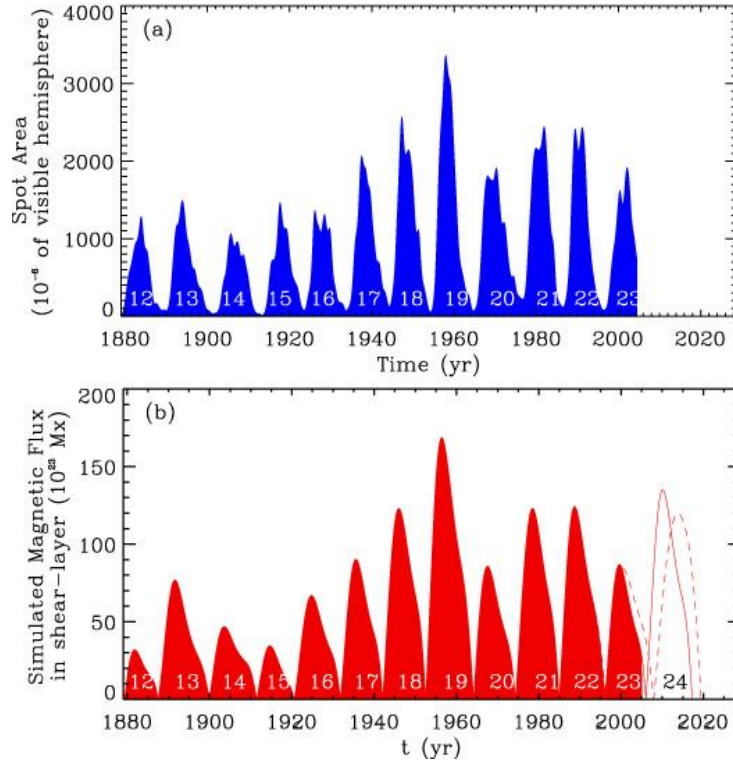 (a)
4000
3000
2000
1000
0
Spot Area
(10⁻⁶ of visible hemisphere)
12 13 14 15 16 17 18 19 20 21 22 23
1880 1900 1920 1940 1960 1980 2000 2020
Time (yr)
(b)
200
150
100
50
0
Simulated Magnetic Flux
in shear-layer (10²³ Mx)
12 13 14 15 16 17 18 19 20 21 22 23 24
1880 1900 1920 1940 1960 1980 2000 2020
t (yr)